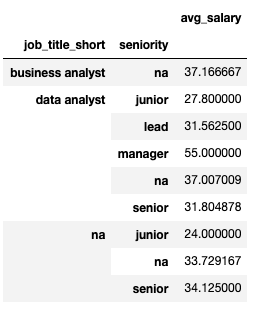 avg_salary
job_title_short seniority
business analyst na 37.166667
data analyst junior 27.800000
lead 31.562500
manager 55.000000
na 37.007009
senior 31.804878
na junior 24.000000
na 33.729167
senior 34.125000